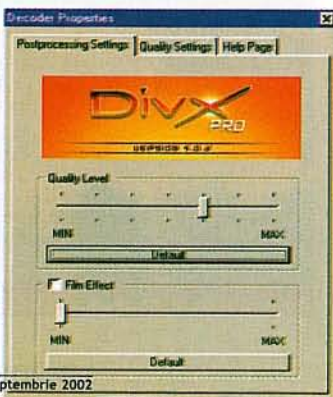 Decoder Properties
Postprocessing Settings Quality Settings Help Page
DivX
PRO
Quality Level
MIN MAX
Default
Film Effect
MIN MAX
Default
ptembrie 2002